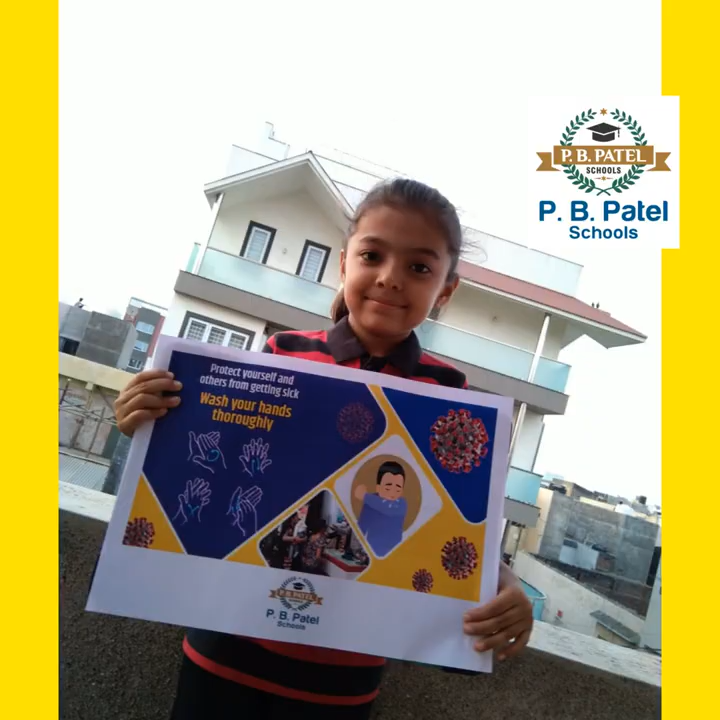 P. B. PATEL
SCHOOLS
P. B. Patel
Schools
Protect yourself and
others from getting sick
Wash your hands
thoroughly
P. B. PATEL
P. B. Patel
Schools